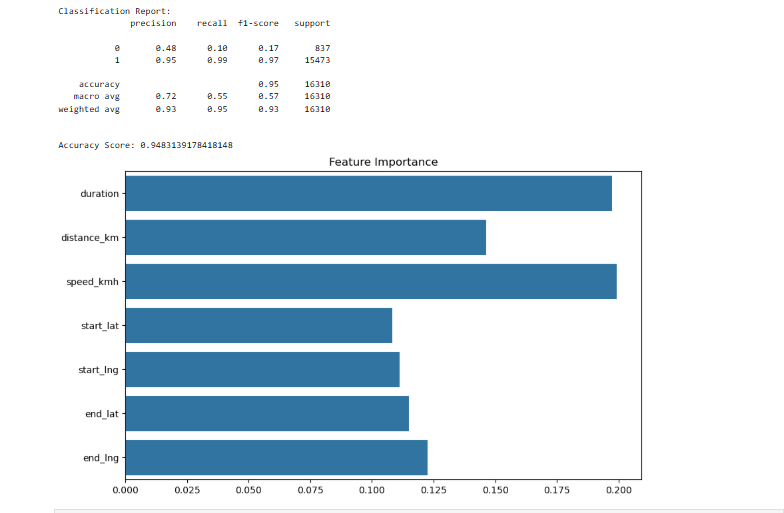 Classification Report:
precision recall f1-score support
0 0.48 0.10 0.17 837
1 0.95 0.99 0.97 15473
accuracy 0.95 16310
macro avg 0.72 0.55 0.57 16310
weighted avg 0.93 0.95 0.93 16310
Accuracy Score: 0.9483139178418148
Feature Importance
duration
distance_km
speed_kmh
start_lat
start_lng
end_lat
end_lng
0.000 0.025 0.050 0.075 0.100 0.125 0.150 0.175 0.200